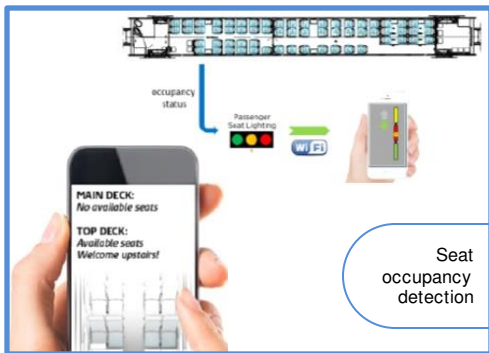 occupancy
status
Passenger
Seat Lighting
Wi Fi
MAIN DECK:
No available seats
TOP DECK:
Available seats
Welcome upstairs!
Seat
occupancy
detection